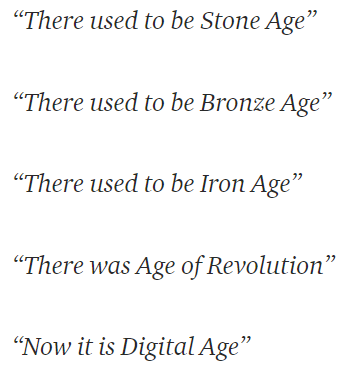 “There used to be Stone Age”
“There used to be Bronze Age”
“There used to be Iron Age”
“There was Age of Revolution”
“Now it is Digital Age”